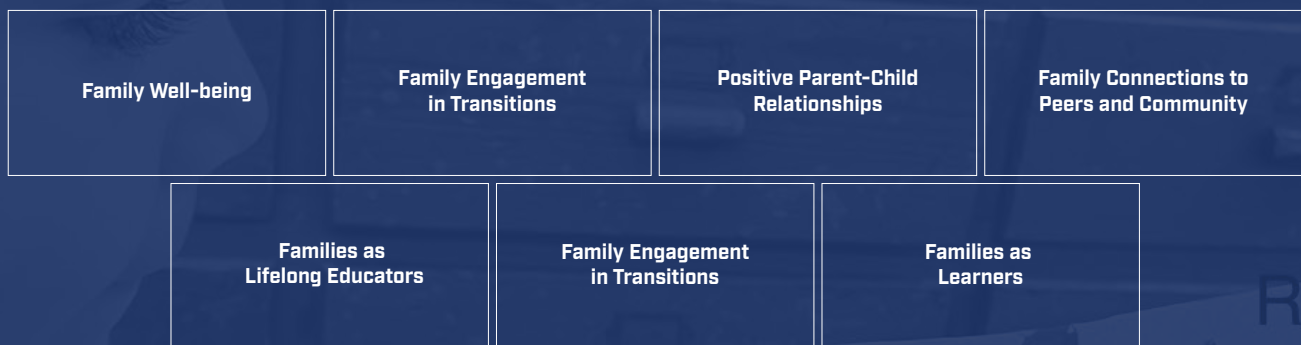 Family Well-being
Family Engagement
in Transitions
Positive Parent-Child
Relationships
Family Connections to
Peers and Community
Families as
Lifelong Educators
Family Engagement
in Transitions
Families as
Learners
R